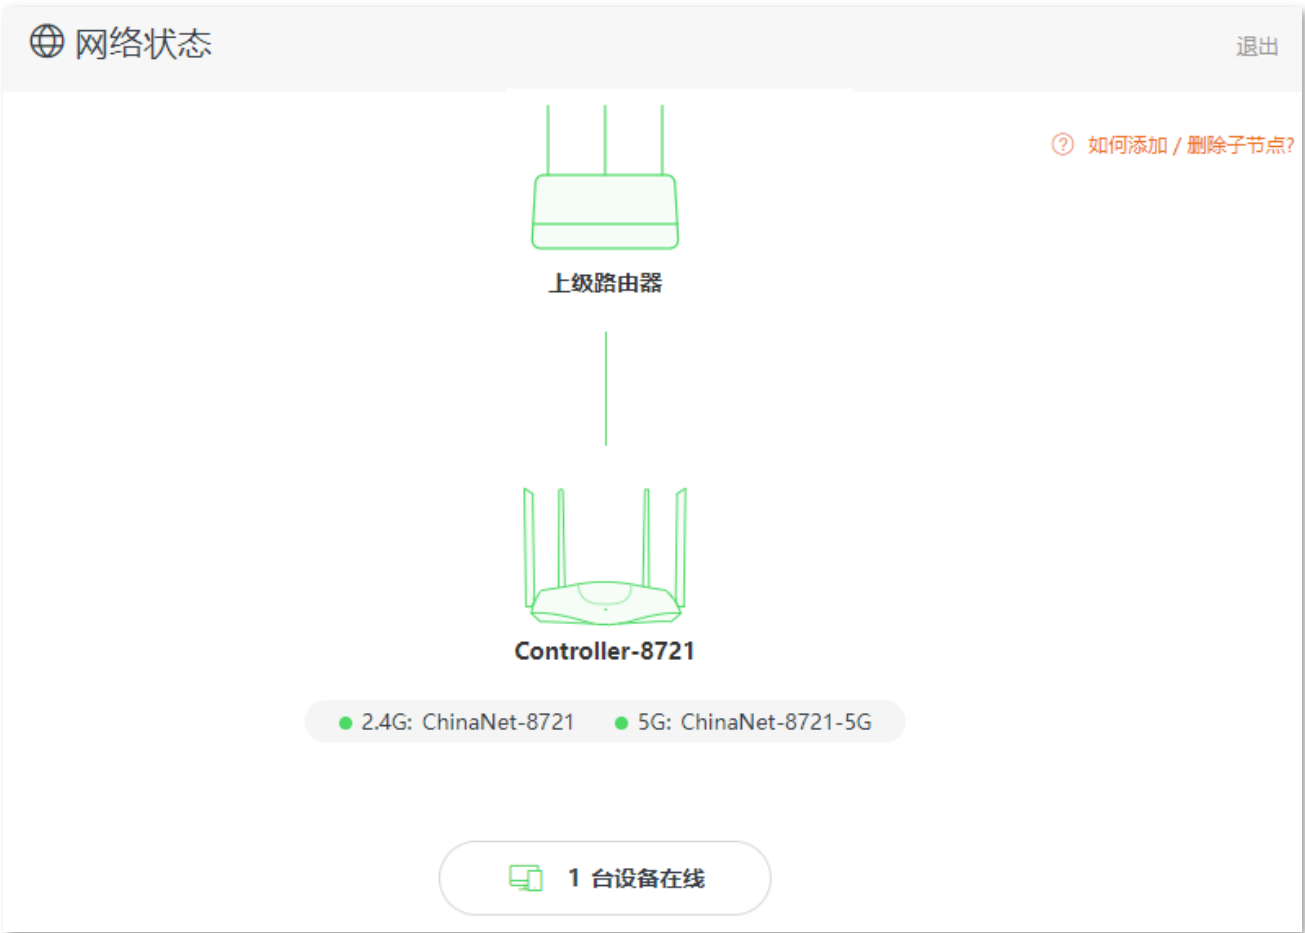 网络状态
退出
? 如何添加 / 删除子节点?
上级路由器
Controller-8721
2.4G: ChinaNet-8721 5G: ChinaNet-8721-5G
1 台设备在线